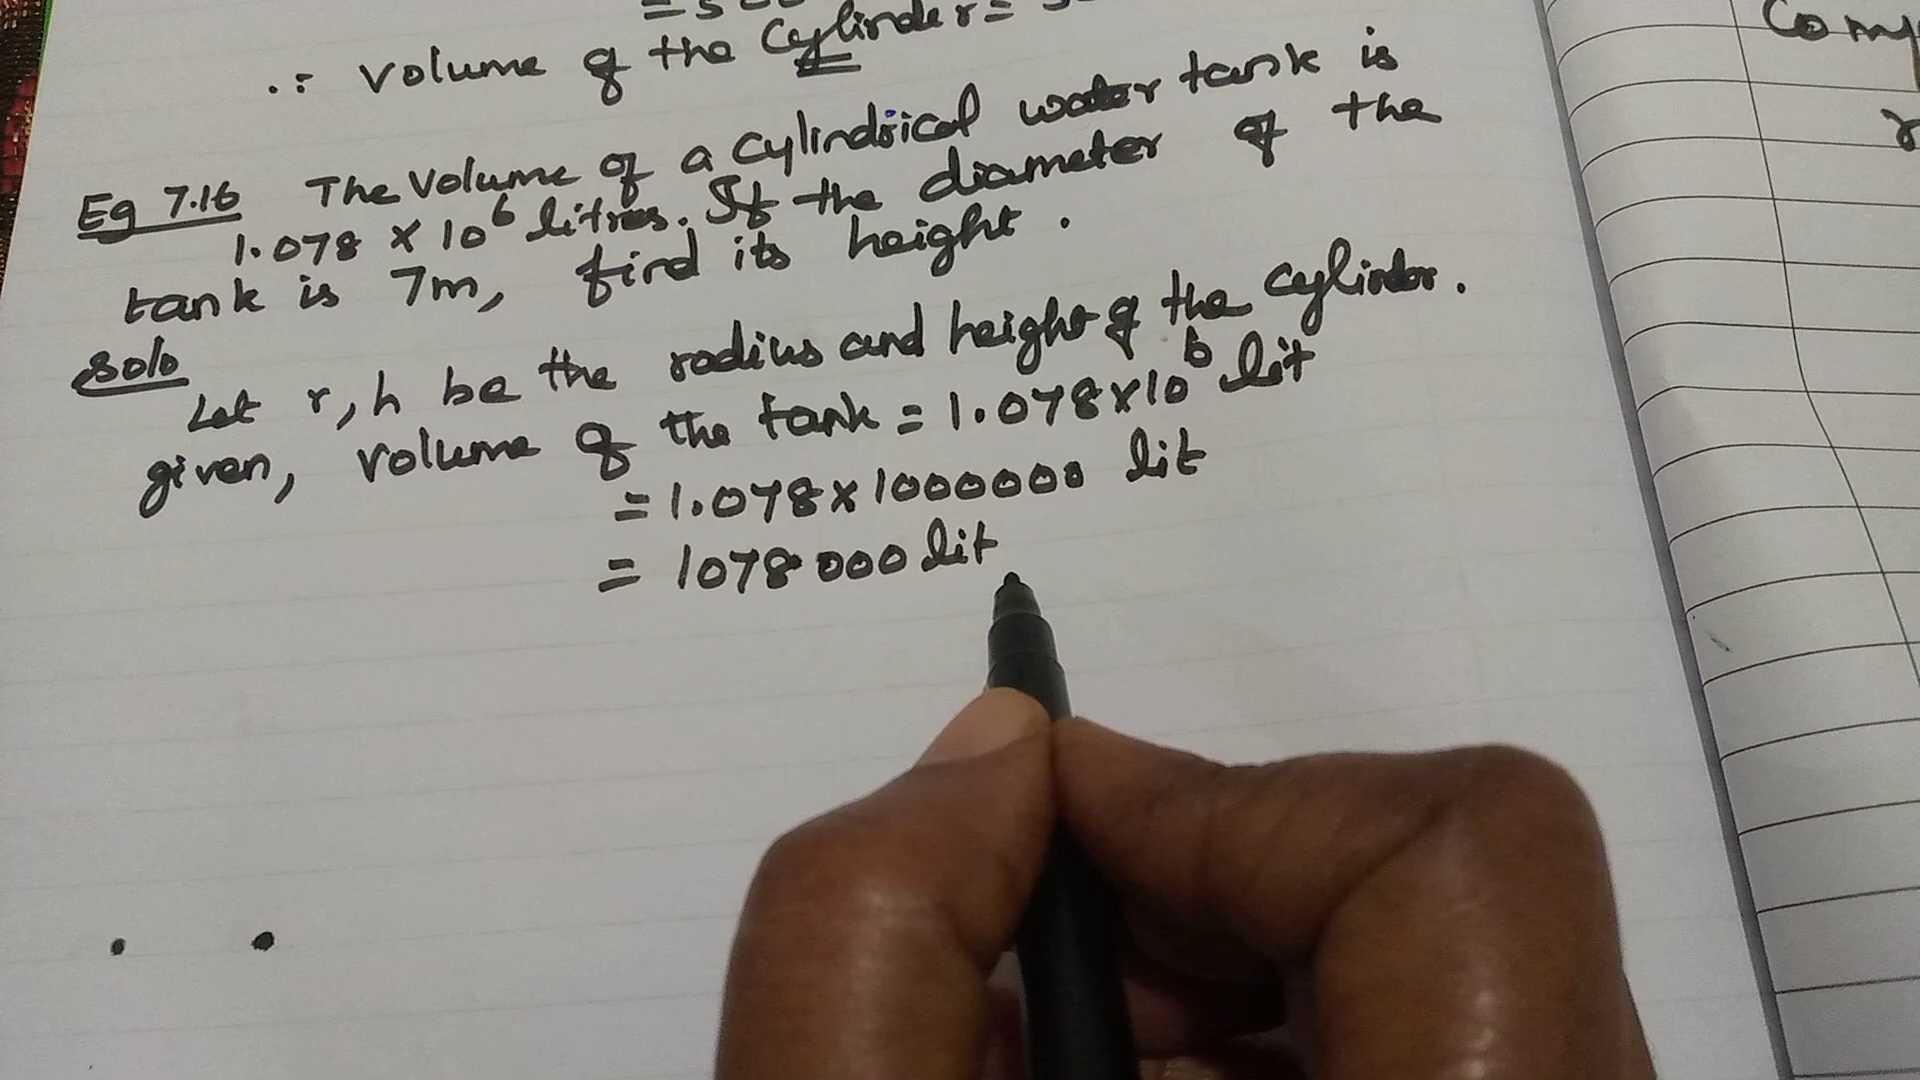 ∴ Volume of the Cylinder =
Eg 7.16 The Volume of a cylindrical water tank is
1.078 × 10⁶ litres. If the diameter of the
tank is 7m, find its height.
Soln
Let r, h be the radius and height of the cylinder.
given, volume of the tank = 1.078×10⁶ lit
= 1.078×1000000 lit
= 1078000 lit